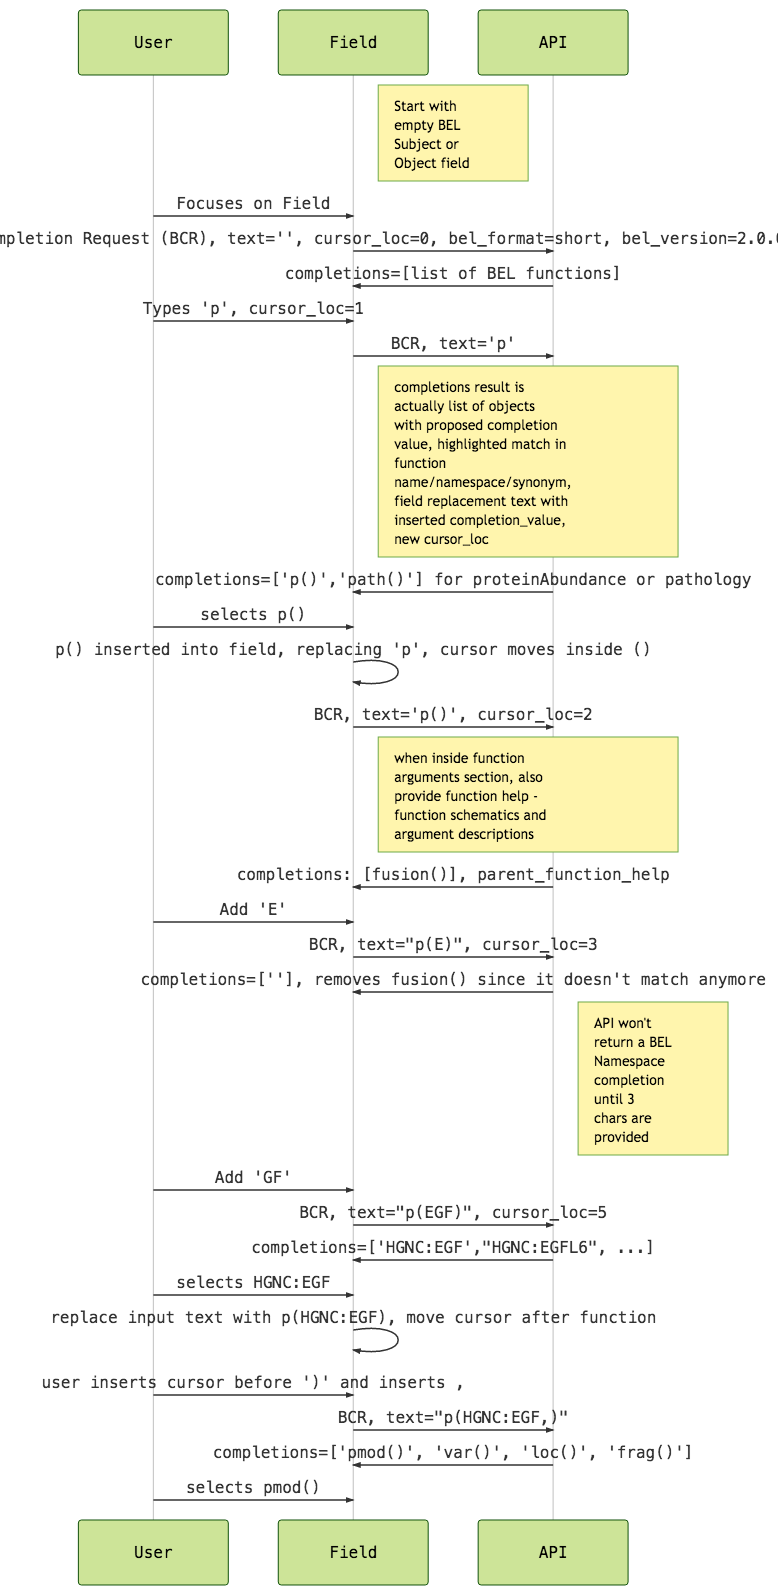 User Field API
Start with
empty BEL
Subject or
Object field
Focuses on Field
Completion Request (BCR), text='', cursor_loc=0, bel_format=short, bel_version=2.0.
completions=[list of BEL functions]
Types 'p', cursor_loc=1
BCR, text='p'
completions result is
actually list of objects
with proposed completion
value, highlighted match in
function
name/namespace/synonym,
field replacement text with
inserted completion_value,
new cursor_loc
completions=['p()','path()'] for proteinAbundance or pathology
selects p()
p() inserted into field, replacing 'p', cursor moves inside ()
BCR, text='p()', cursor_loc=2
when inside function
arguments section, also
provide function help -
function schematics and
argument descriptions
completions: [fusion()], parent_function_help
Add 'E'
BCR, text="p(E)", cursor_loc=3
completions=[''], removes fusion() since it doesn't match anymore
API won't
return a BEL
Namespace
completion
until 3
chars are
provided
Add 'GF'
BCR, text="p(EGF)", cursor_loc=5
completions=['HGNC:EGF',"HGNC:EGFL6", ...]
selects HGNC:EGF
replace input text with p(HGNC:EGF), move cursor after function
user inserts cursor before ')' and inserts ,
BCR, text="p(HGNC:EGF,)"
completions=['pmod()', 'var()', 'loc()', 'frag()']
selects pmod()
User Field API